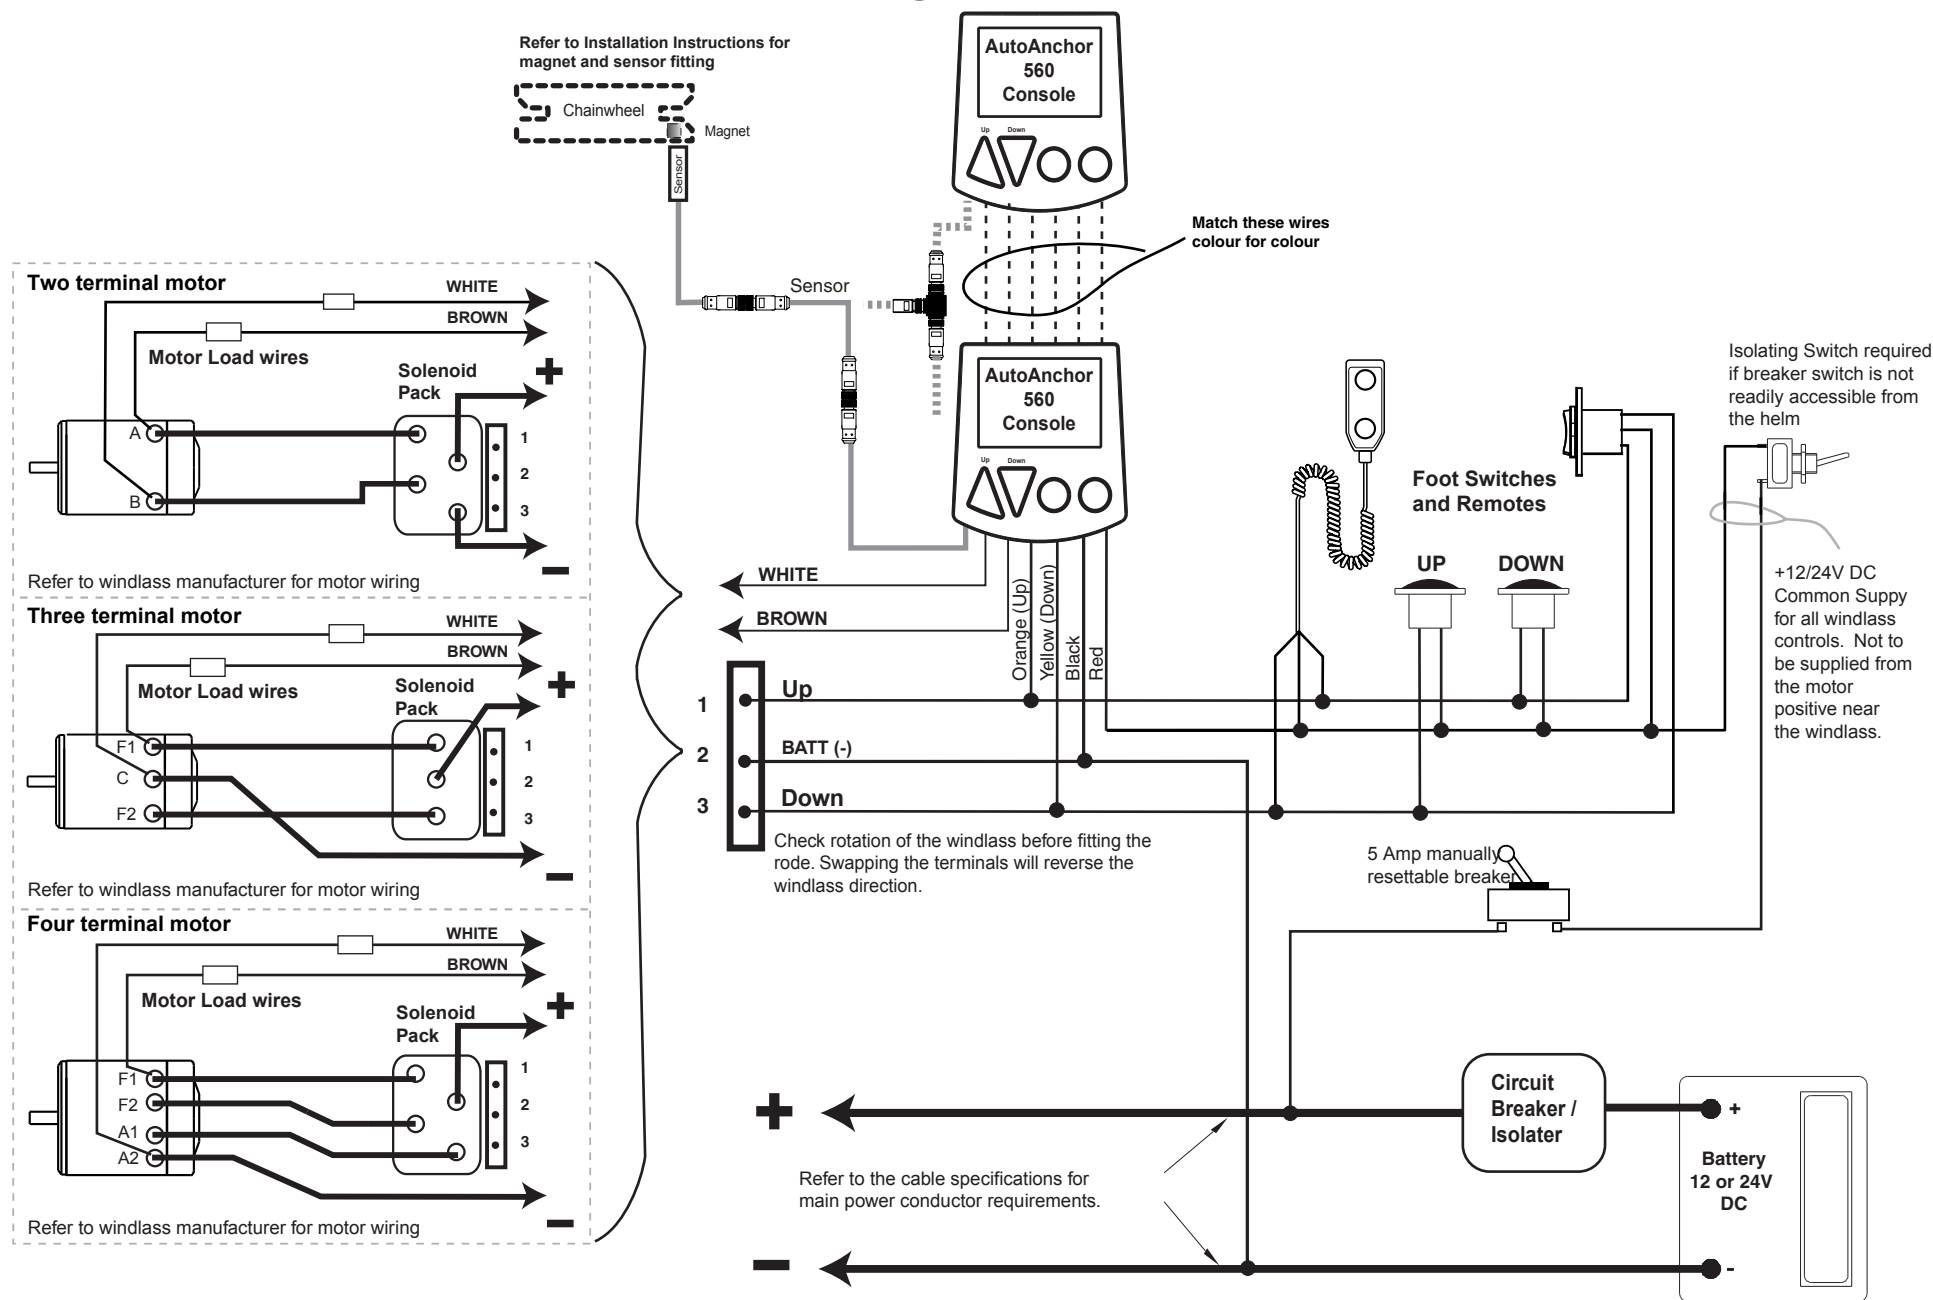 Refer to Installation Instructions for
magnet and sensor fitting
Chainwheel
Magnet
Sensor
Sensor
AutoAnchor
560
Console
Up Down
Match these wires
colour for colour
AutoAnchor
560
Console
Up Down
Two terminal motor
WHITE
BROWN
Motor Load wires
Solenoid
Pack
+
A
B
1
2
3
−
Refer to windlass manufacturer for motor wiring
Three terminal motor
WHITE
BROWN
Motor Load wires
Solenoid
Pack
+
F1
C
F2
1
2
3
−
Refer to windlass manufacturer for motor wiring
Four terminal motor
WHITE
BROWN
Motor Load wires
Solenoid
Pack
+
F1
F2
A1
A2
1
2
3
−
Refer to windlass manufacturer for motor wiring
WHITE
BROWN
Orange (Up)
Yellow (Down)
Black
Red
1
Up
2
BATT (-)
3
Down
Check rotation of the windlass before fitting the
rode. Swapping the terminals will reverse the
windlass direction.
Foot Switches
and Remotes
UP
DOWN
Isolating Switch required
if breaker switch is not
readily accessible from
the helm
+12/24V DC
Common Suppy
for all windlass
controls. Not to
be supplied from
the motor
positive near
the windlass.
5 Amp manually
resettable breaker
+
Circuit
Breaker /
Isolater
+
Battery
12 or 24V
DC
-
Refer to the cable specifications for
main power conductor requirements.
−